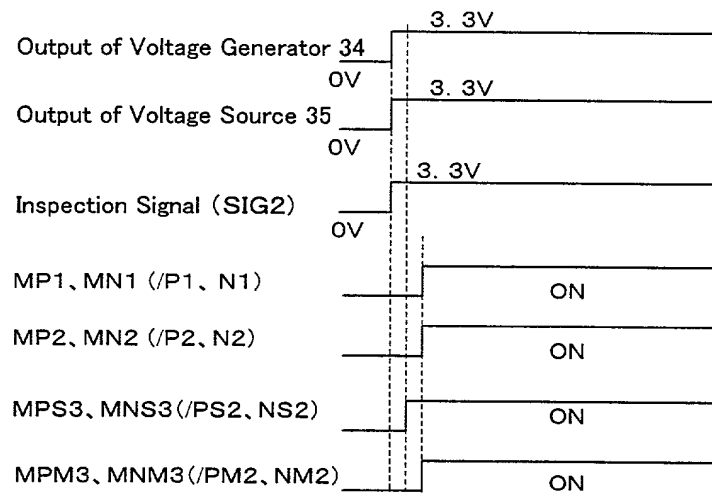 3. 3V
Output of Voltage Generator 34
0V
3. 3V
Output of Voltage Source 35
0V
3. 3V
Inspection Signal (SIG2)
0V
MP1、MN1 (/P1、N1)
ON
MP2、MN2 (/P2、N2)
ON
MPS3、MNS3(/PS2、NS2)
ON
MPM3、MNM3(/PM2、NM2)
ON